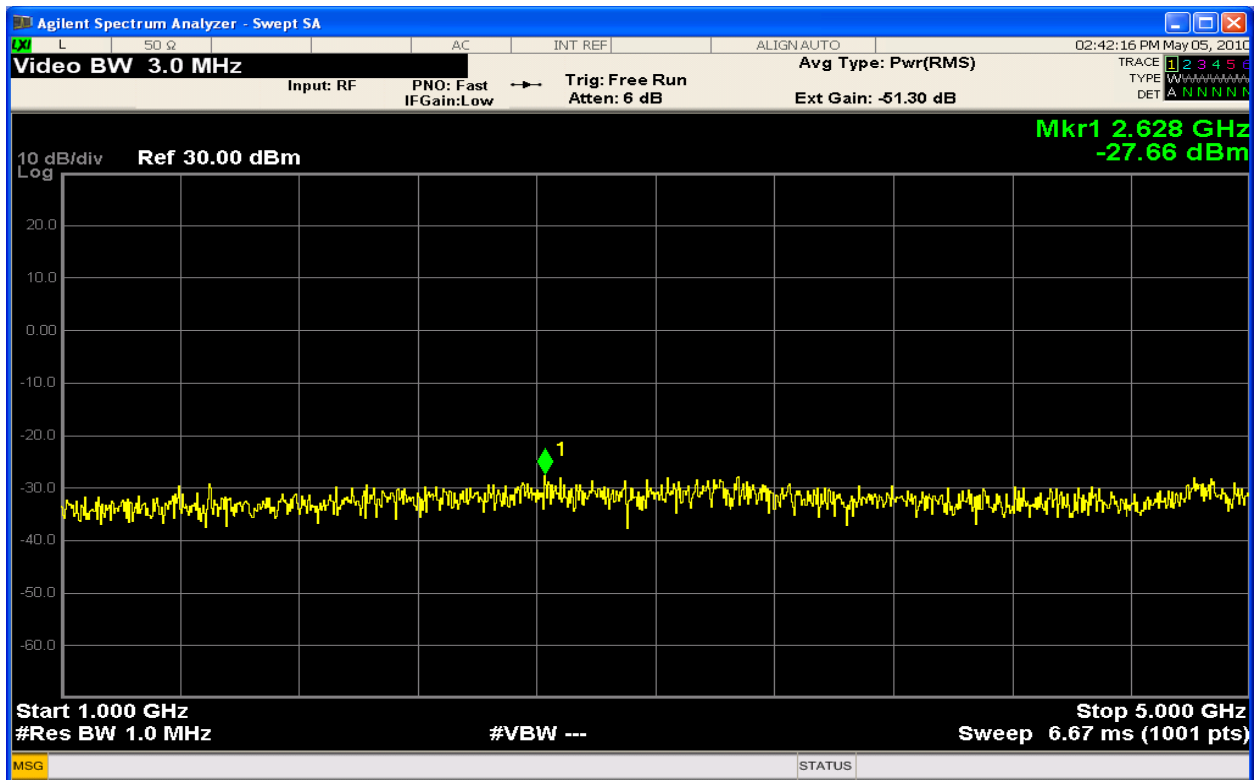 Agilent Spectrum Analyzer - Swept SA
LXI L 50 Ω AC INT REF ALIGNAUTO 02:42:16 PM May 05, 2010
Video BW 3.0 MHz
Input: RF
PNO: Fast
IFGain:Low
Trig: Free Run
Atten: 6 dB
Avg Type: Pwr(RMS)
Ext Gain: -51.30 dB
TRACE 1 2 3 4 5 6
TYPE W
DET A N N N N N
Mkr1 2.628 GHz
-27.66 dBm
10 dB/div Ref 30.00 dBm
Log
20.0
10.0
0.00
-10.0
-20.0
1
-30.0
-40.0
-50.0
-60.0
Start 1.000 GHz Stop 5.000 GHz
#Res BW 1.0 MHz #VBW --- Sweep 6.67 ms (1001 pts)
MSG STATUS